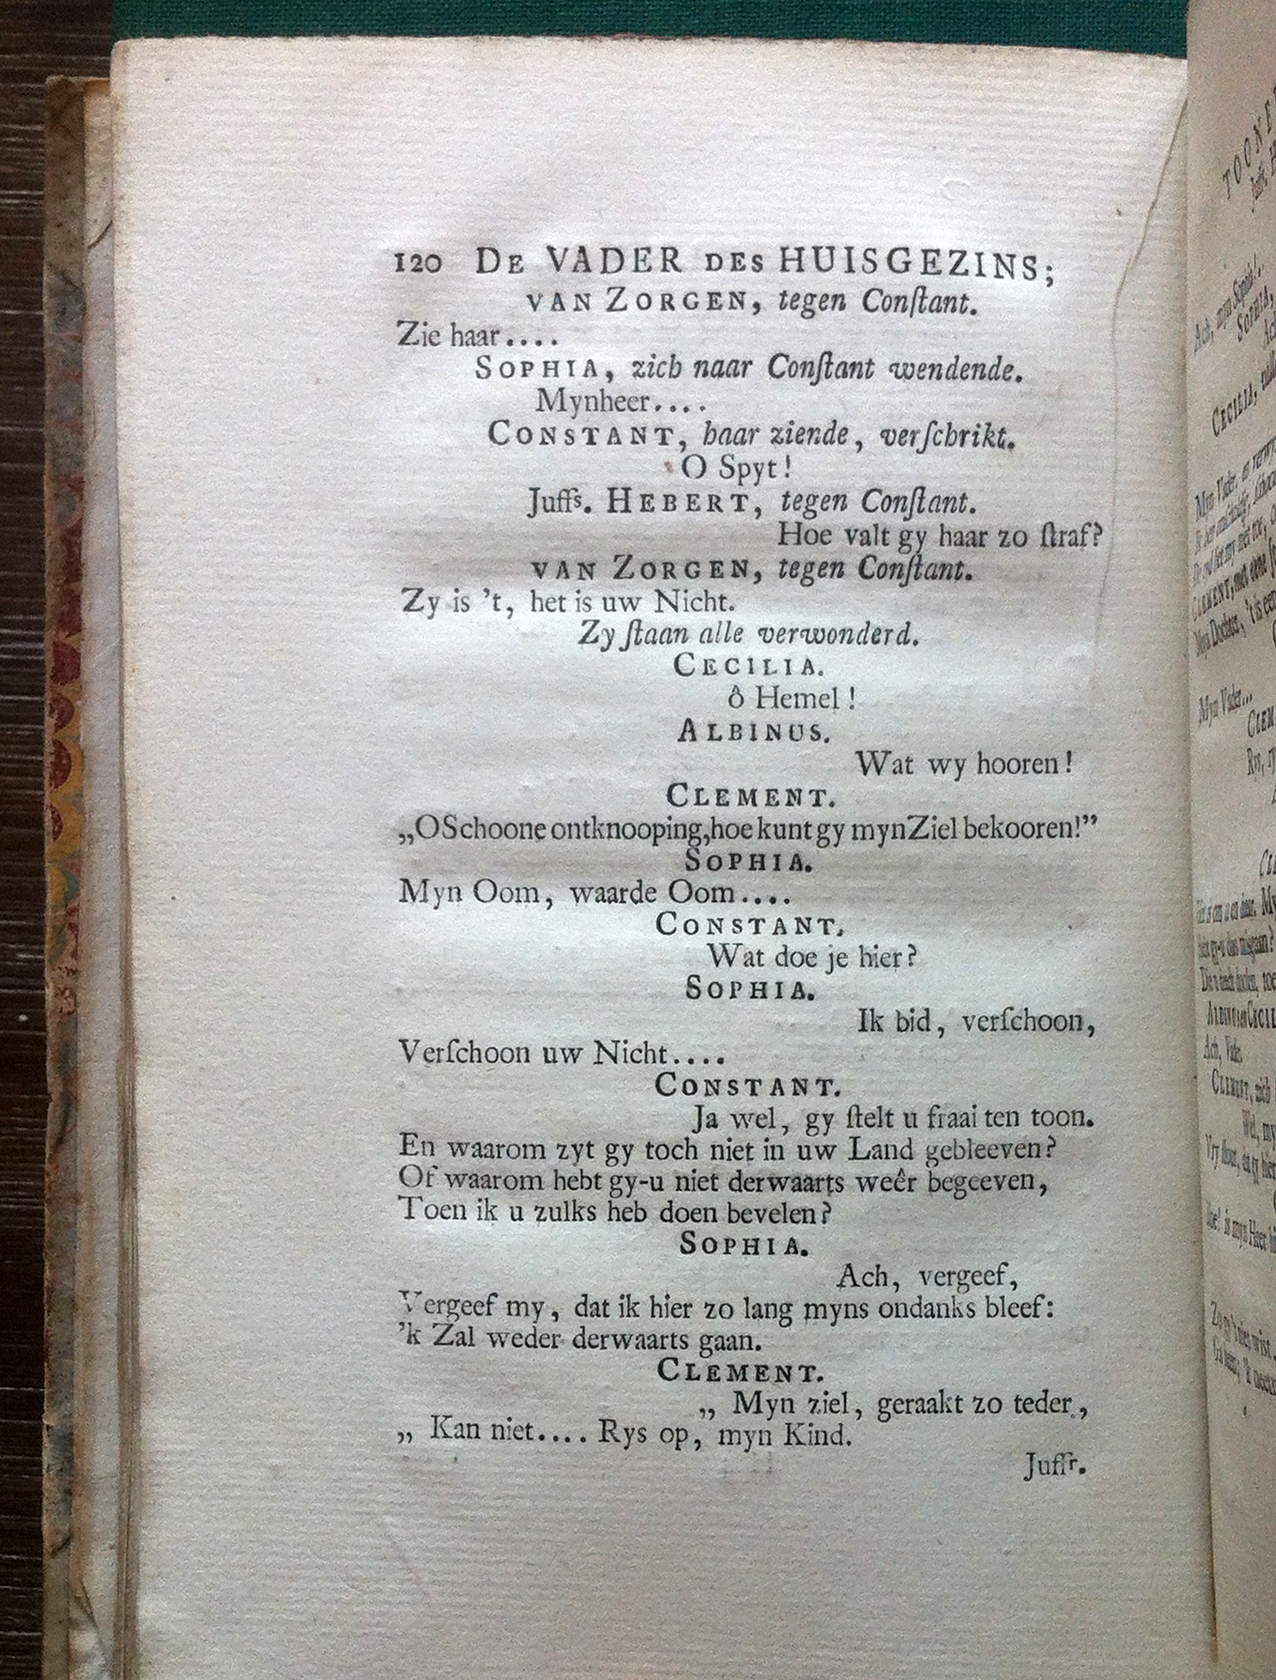 120 De VADER des HUISGEZINS;
van Zorgen, tegen Conſtant.
Zie haar....
Sophia, zich naar Conſtant wendende.
Mynheer....
Constant, haar ziende, verſchrikt.
O Spyt!
Juffs. Hebert, tegen Conſtant.
Hoe valt gy haar zo ſtraf?
van Zorgen, tegen Conſtant.
Zy is ’t, het is uw Nicht.
Zy ſtaan alle verwonderd.
Cecilia.
ô Hemel!
Albinus.
Wat wy hooren!
Clement.
„O Schoone ontknooping, hoe kunt gy myn Ziel bekooren!”
Sophia.
Myn Oom, waarde Oom....
Constant.
Wat doe je hier?
Sophia.
Ik bid, verſchoon,
Verſchoon uw Nicht....
Constant.
Ja wel, gy ſtelt u fraai ten toon.
En waarom zyt gy toch niet in uw Land gebleeven?
Of waarom hebt gy-u niet derwaarts weêr begeeven,
Toen ik u zulks heb doen bevelen?
Sophia.
Ach, vergeef,
Vergeef my, dat ik hier zo lang myns ondanks bleef:
’k Zal weder derwaarts gaan.
Clement.
„ Myn ziel, geraakt zo teder,
„ Kan niet.... Rys op, myn Kind.
Juffr.
Ach, myn Sophia!..
Sophia,
Cecilia,
Myn Vader...